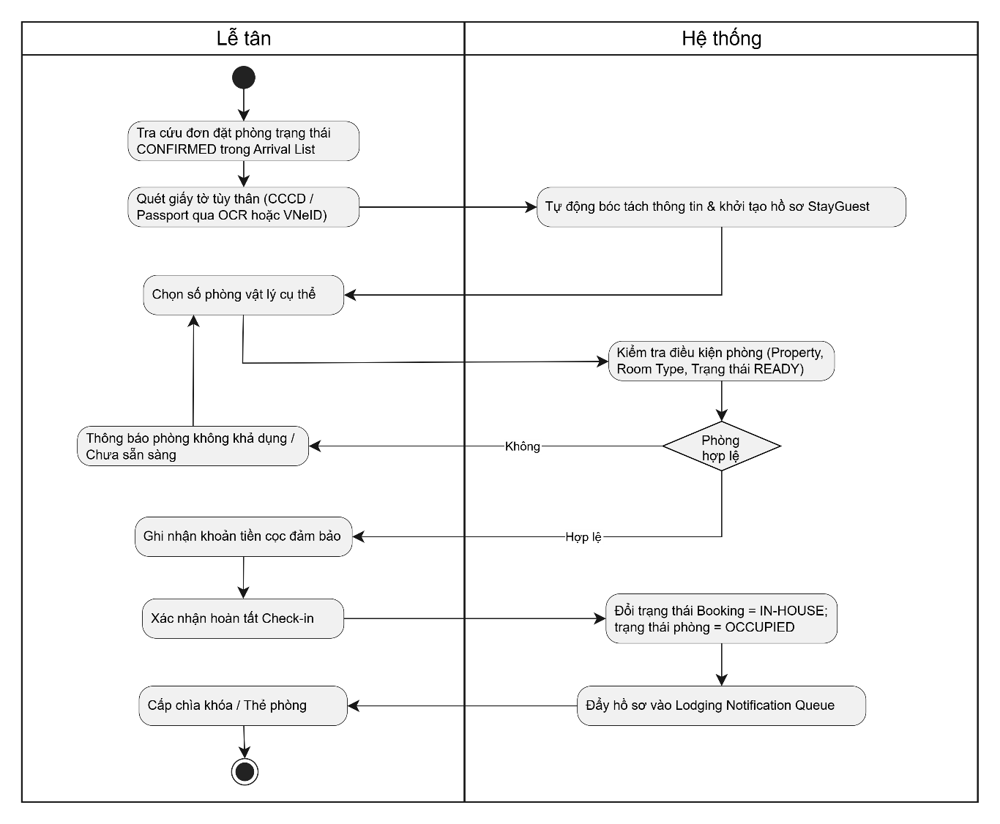 Lễ tân
Hệ thống
Tra cứu đơn đặt phòng trạng thái
CONFIRMED trong Arrival List
Quét giấy tờ tùy thân (CCCD /
Passport qua OCR hoặc VNeID)
Tự động bóc tách thông tin & khởi tạo hồ sơ StayGuest
Chọn số phòng vật lý cụ thể
Kiểm tra điều kiện phòng (Property,
Room Type, Trạng thái READY)
Phòng
hợp lệ
Không
Thông báo phòng không khả dụng /
Chưa sẵn sàng
Hợp lệ
Ghi nhận khoản tiền cọc đảm bảo
Xác nhận hoàn tất Check-in
Đổi trạng thái Booking = IN-HOUSE;
trạng thái phòng = OCCUPIED
Đẩy hồ sơ vào Lodging Notification Queue
Cấp chìa khóa / Thẻ phòng